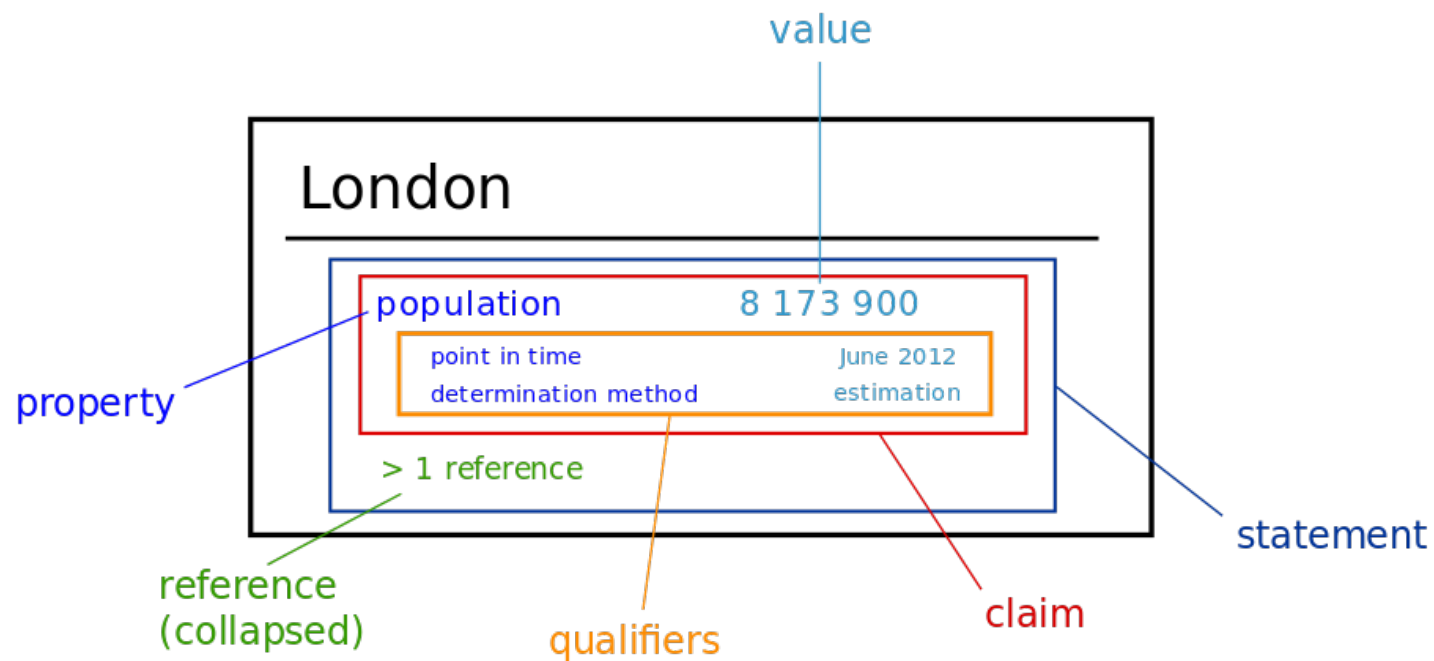 value
London
population 8 173 900
point in time June 2012
determination method estimation
property
> 1 reference
statement
reference
(collapsed)
claim
qualifiers